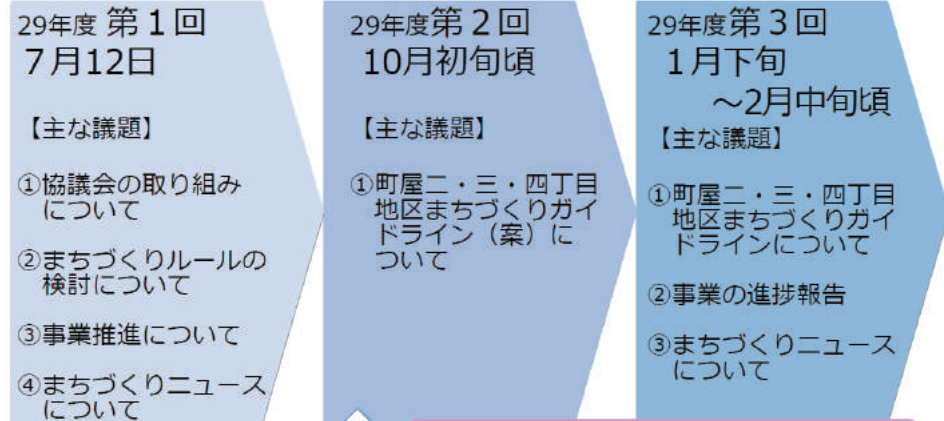 29年度 第１回
７月12日
【主な議題】
①協議会の取り組み
について
②まちづくりルールの
検討について
③事業推進について
④まちづくりニュース
について
29年度第２回
10月初旬頃
【主な議題】
①町屋二・三・四丁目
地区まちづくりガイ
ドライン（案）に
ついて
29年度第３回
１月下旬
～2月中旬頃
【主な議題】
①町屋二・三・四丁目
地区まちづくりガイ
ドラインについて
②事業の進捗報告
③まちづくりニュース
について